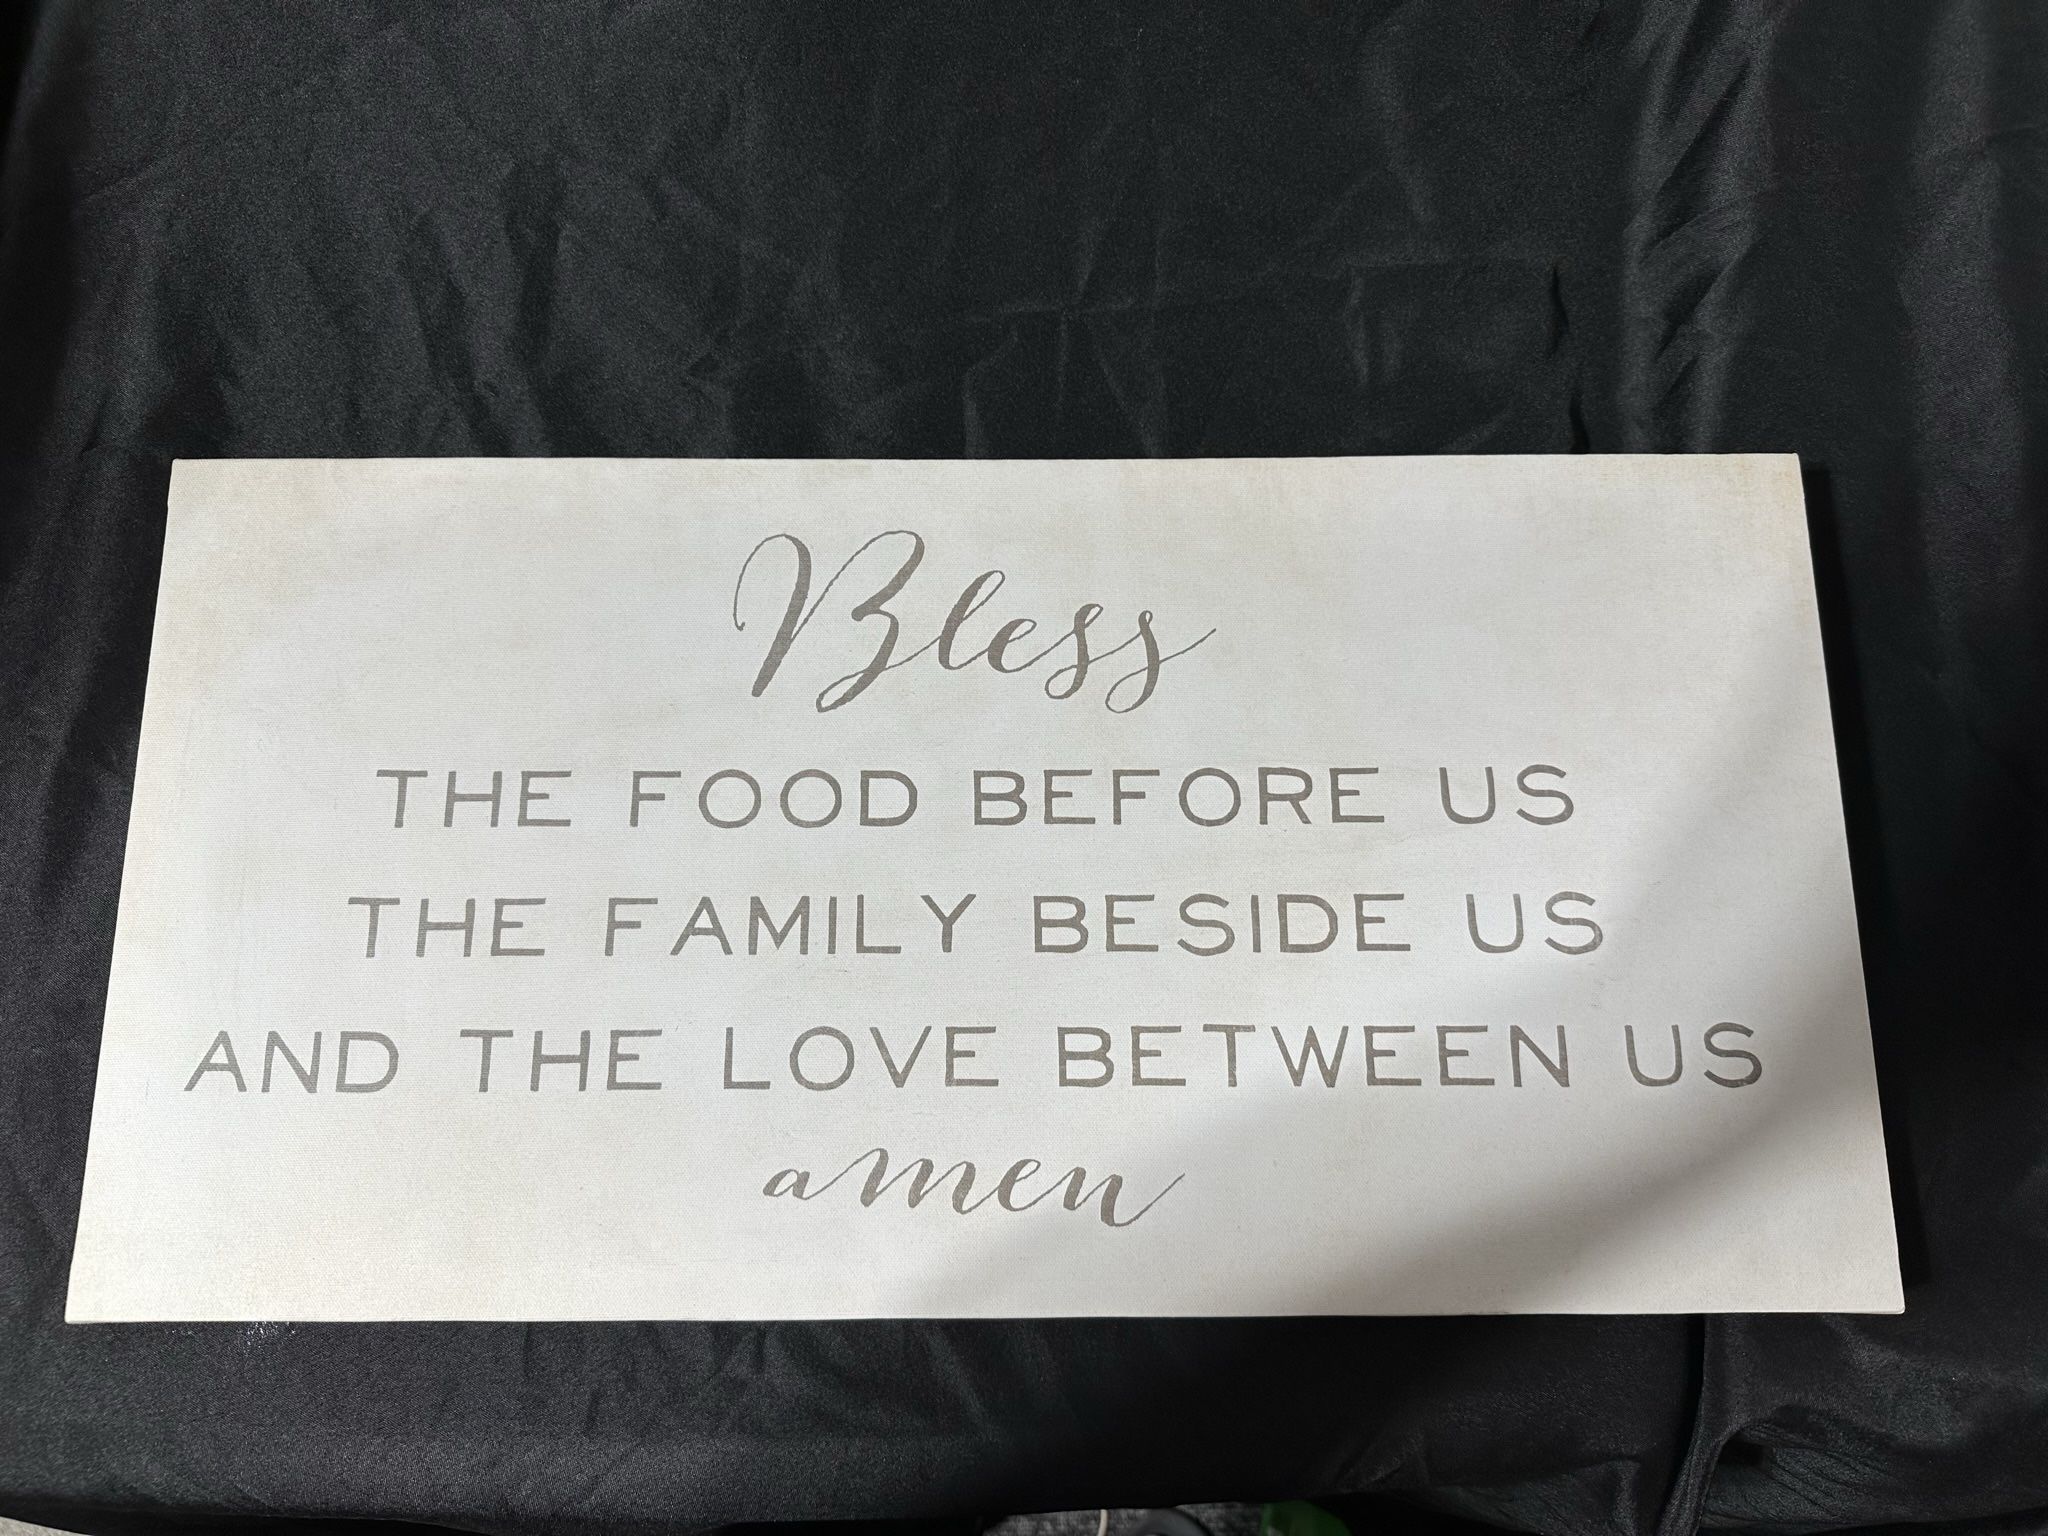 Bless
THE FOOD BEFORE US
THE FAMILY BESIDE US
AND THE LOVE BETWEEN US
amen